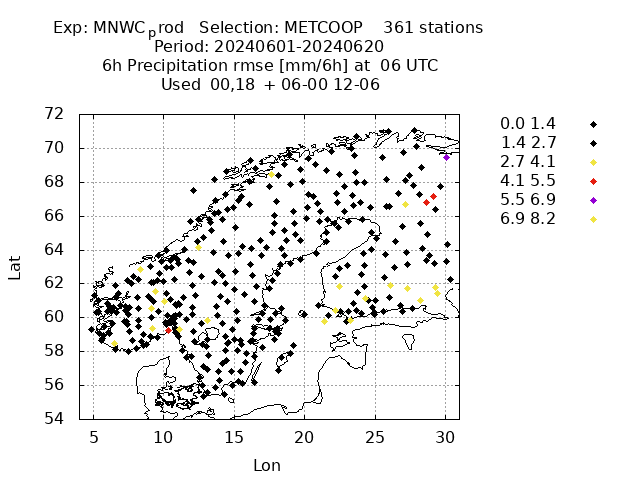 Exp: MNWC_prod   Selection: METCOOP    361 stations
Period: 20240601-20240620
6h Precipitation rmse [mm/6h] at  06 UTC
Used  00,18  + 06-00 12-06
72
70
68
66
64
62
60
58
56
54
Lat
5 10 15 20 25 30
Lon
0.0 1.4
1.4 2.7
2.7 4.1
4.1 5.5
5.5 6.9
6.9 8.2